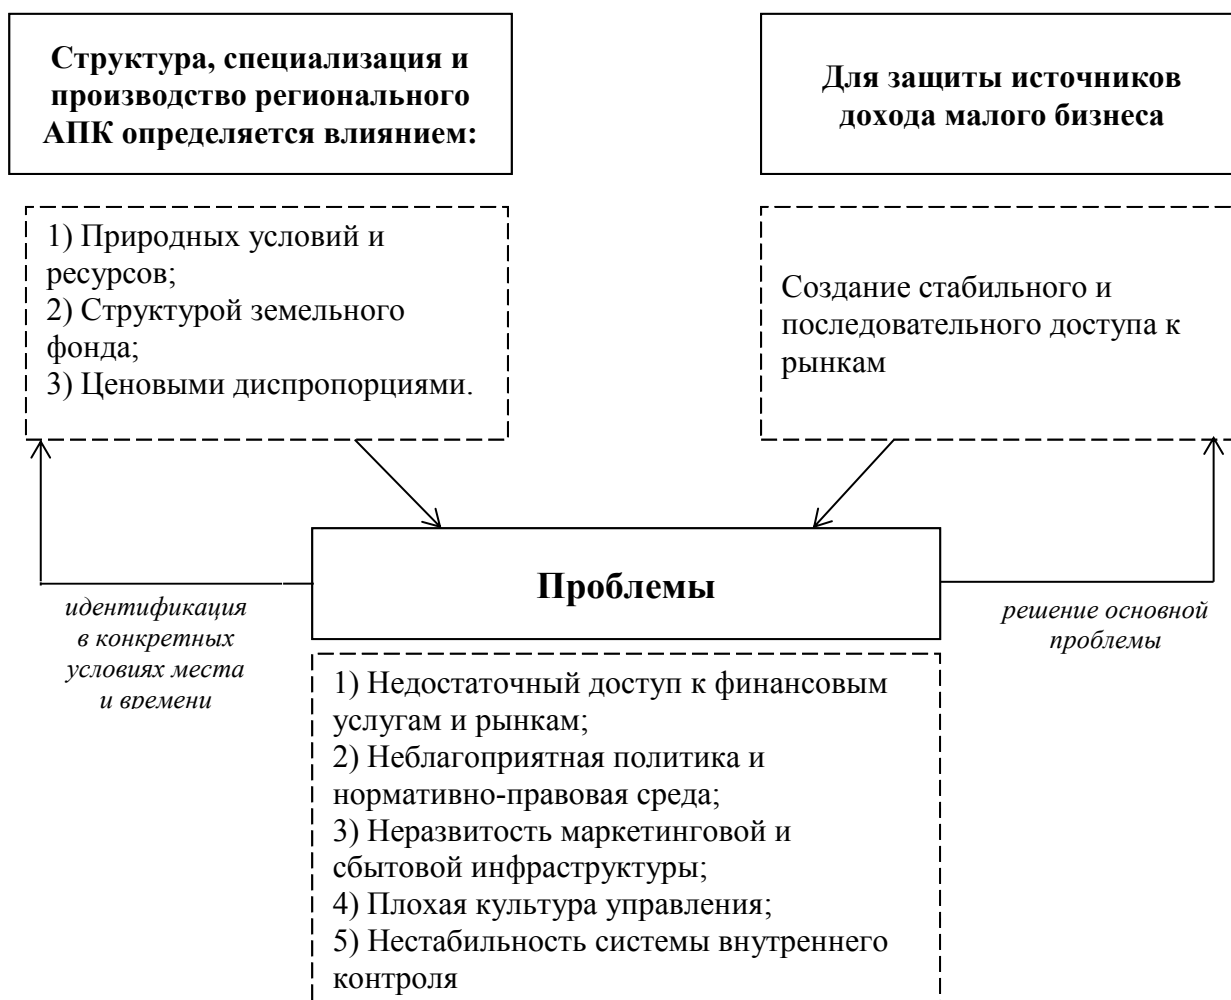 Структура, специализация и
производство регионального
АПК определяется влиянием:
Для защиты источников
дохода малого бизнеса
1) Природных условий и
ресурсов;
2) Структурой земельного
фонда;
3) Ценовыми диспропорциями.
Создание стабильного и
последовательного доступа к
рынкам
Проблемы
идентификация
в конкретных
условиях места
и времени
решение основной
проблемы
1) Недостаточный доступ к финансовым
услугам и рынкам;
2) Неблагоприятная политика и
нормативно-правовая среда;
3) Неразвитость маркетинговой и
сбытовой инфраструктуры;
4) Плохая культура управления;
5) Нестабильность системы внутреннего
контроля